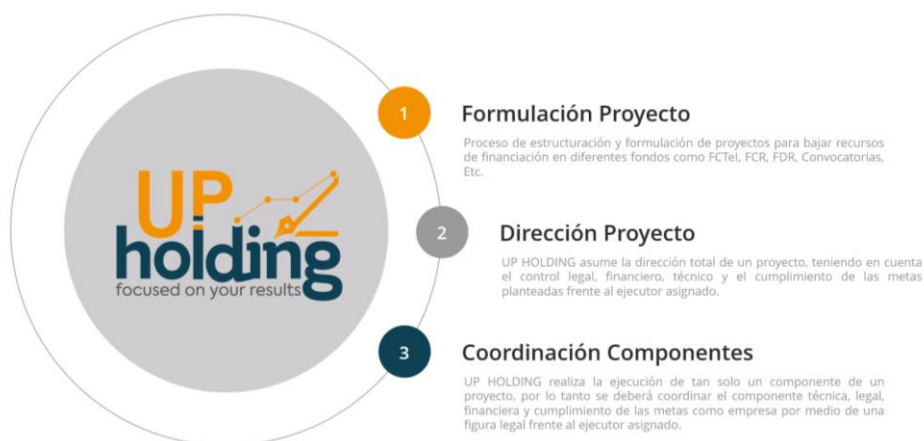 UP
holding
focused on your results
1
Formulación Proyecto
Proceso de estructuración y formulación de proyectos para bajar recursos
de financiación en diferentes fondos como FCTeI, FCR, FDR, Convocatorias,
Etc.
2
Dirección Proyecto
UP HOLDING asume la dirección total de un proyecto, teniendo en cuenta
el control legal, financiero, técnico y el cumplimiento de las metas
planteadas frente al ejecutor asignado.
3
Coordinación Componentes
UP HOLDING realiza la ejecución de tan solo un componente de un
proyecto, por lo tanto se deberá coordinar el componente técnica, legal,
financiera y cumplimiento de las metas como empresa por medio de una
figura legal frente al ejecutor asignado.